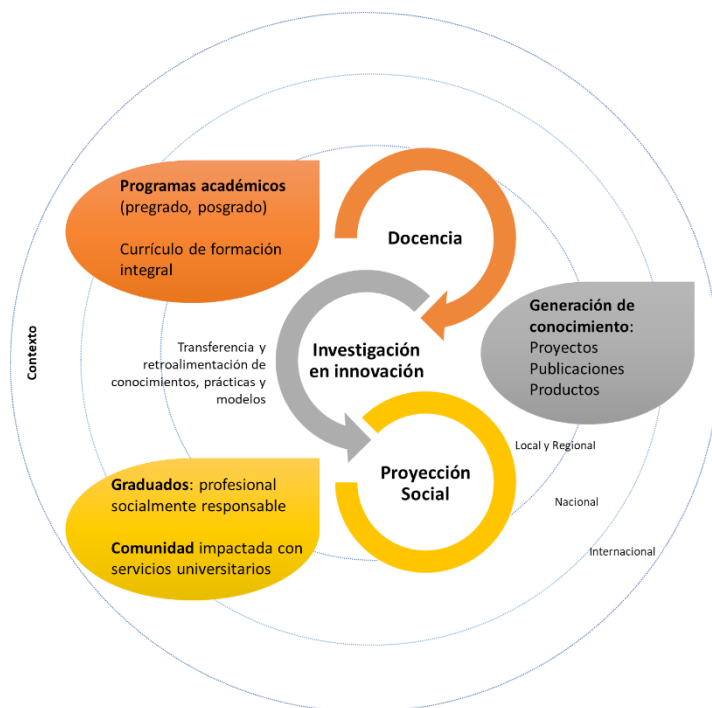 Programas académicos
(pregrado, posgrado)
Currículo de formación
integral
Docencia
Generación de
conocimiento:
Proyectos
Publicaciones
Productos
Contexto
Transferencia y
retroalimentación de
conocimientos, prácticas y
modelos
Investigación
en innovación
Local y Regional
Proyección
Social
Graduados: profesional
socialmente responsable
Comunidad impactada con
servicios universitarios
Nacional
Internacional